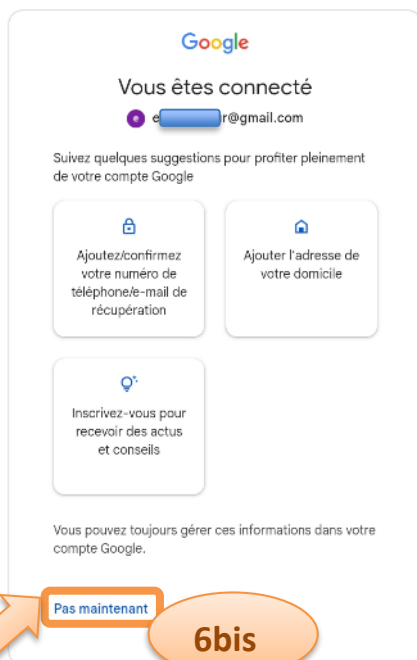 Google
Vous êtes connecté
e e r@gmail.com
Suivez quelques suggestions pour profiter pleinement
de votre compte Google
Ajoutez/confirmez
votre numéro de
téléphone/e-mail de
récupération
Ajouter l'adresse de
votre domicile
Inscrivez-vous pour
recevoir des actus
et conseils
Vous pouvez toujours gérer ces informations dans votre
compte Google.
Pas maintenant
6bis